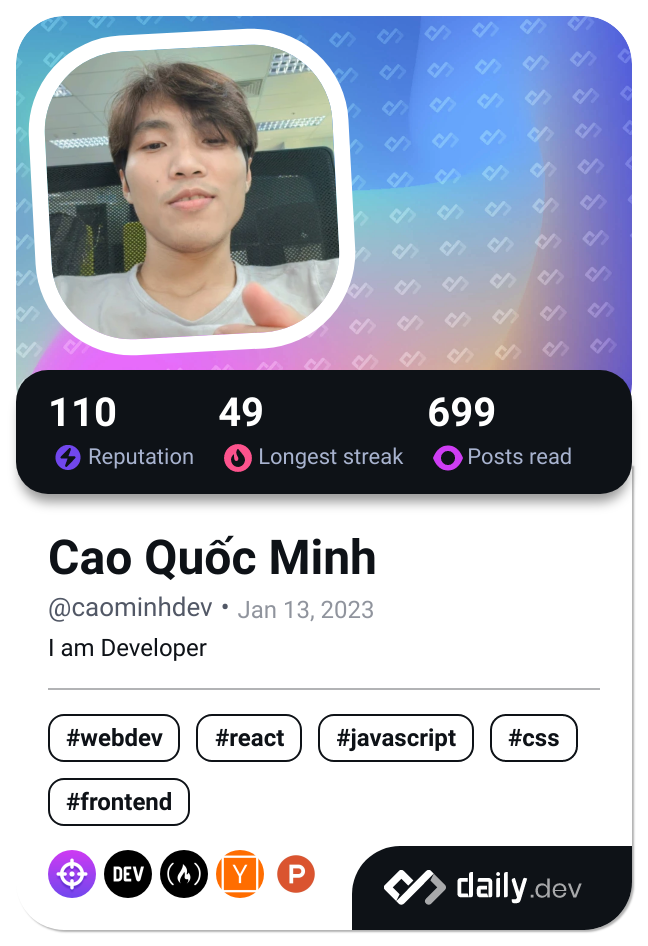 110 49 699
Reputation Longest streak Posts read
Cao Quốc Minh
@caominhdev • Jan 13, 2023
I am Developer
#webdev #react #javascript #css
#frontend
DEV Y P daily.dev